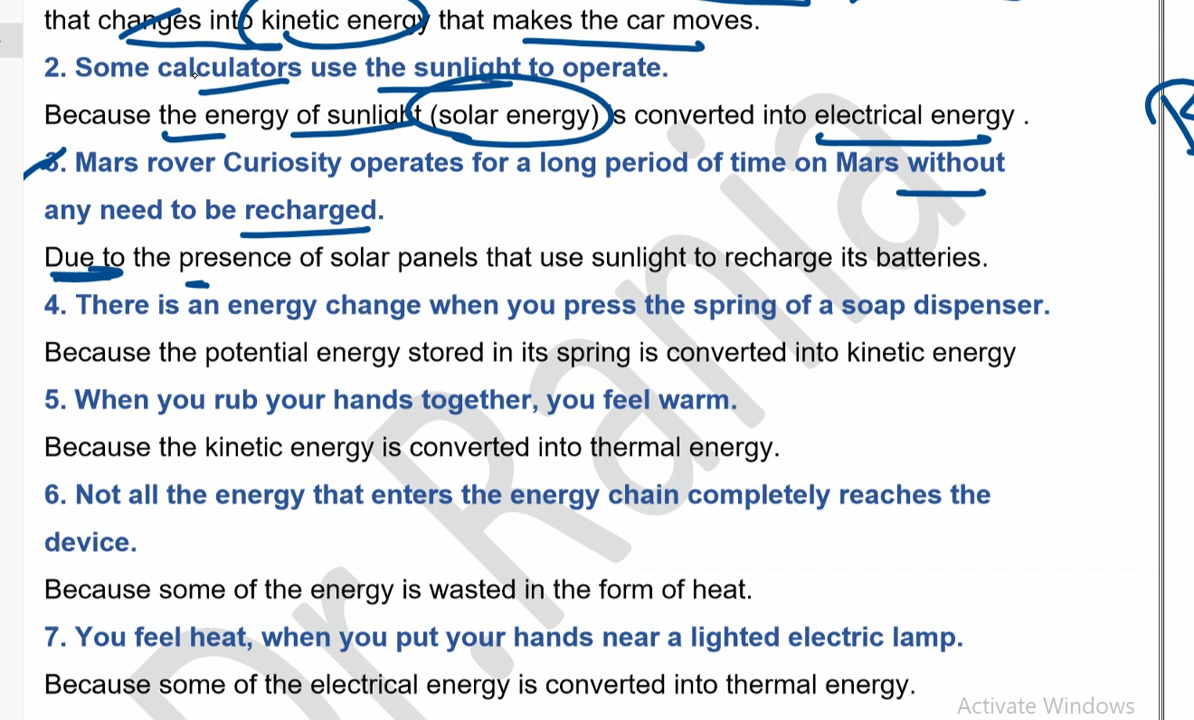 that changes into kinetic energy that makes the car moves.
2. Some calculators use the sunlight to operate.
Because the energy of sunlight (solar energy) is converted into electrical energy .
3. Mars rover Curiosity operates for a long period of time on Mars without
any need to be recharged.
Due to the presence of solar panels that use sunlight to recharge its batteries.
4. There is an energy change when you press the spring of a soap dispenser.
Because the potential energy stored in its spring is converted into kinetic energy
5. When you rub your hands together, you feel warm.
Because the kinetic energy is converted into thermal energy.
6. Not all the energy that enters the energy chain completely reaches the
device.
Because some of the energy is wasted in the form of heat.
7. You feel heat, when you put your hands near a lighted electric lamp.
Because some of the electrical energy is converted into thermal energy.
Dr. Rania
Activate Windows